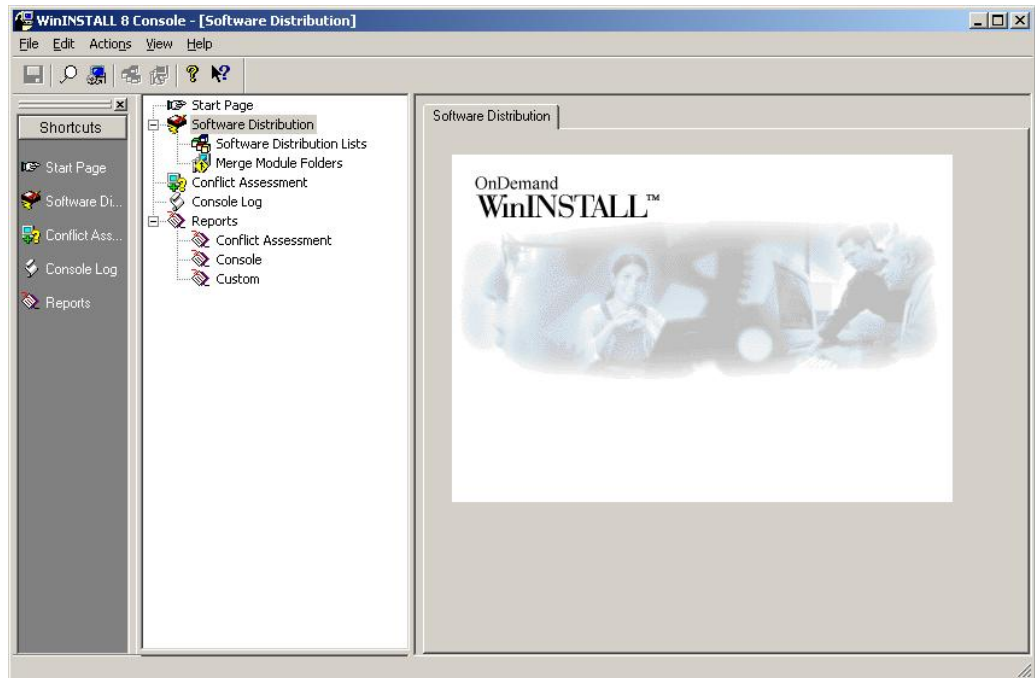 WinINSTALL 8 Console - [Software Distribution]
File Edit Actions View Help
Shortcuts
Start Page
Software Di...
Conflict Ass...
Console Log
Reports
Start Page
Software Distribution
Software Distribution Lists
Merge Module Folders
Conflict Assessment
Console Log
Reports
Conflict Assessment
Console
Custom
Software Distribution
OnDemand
WinINSTALL™